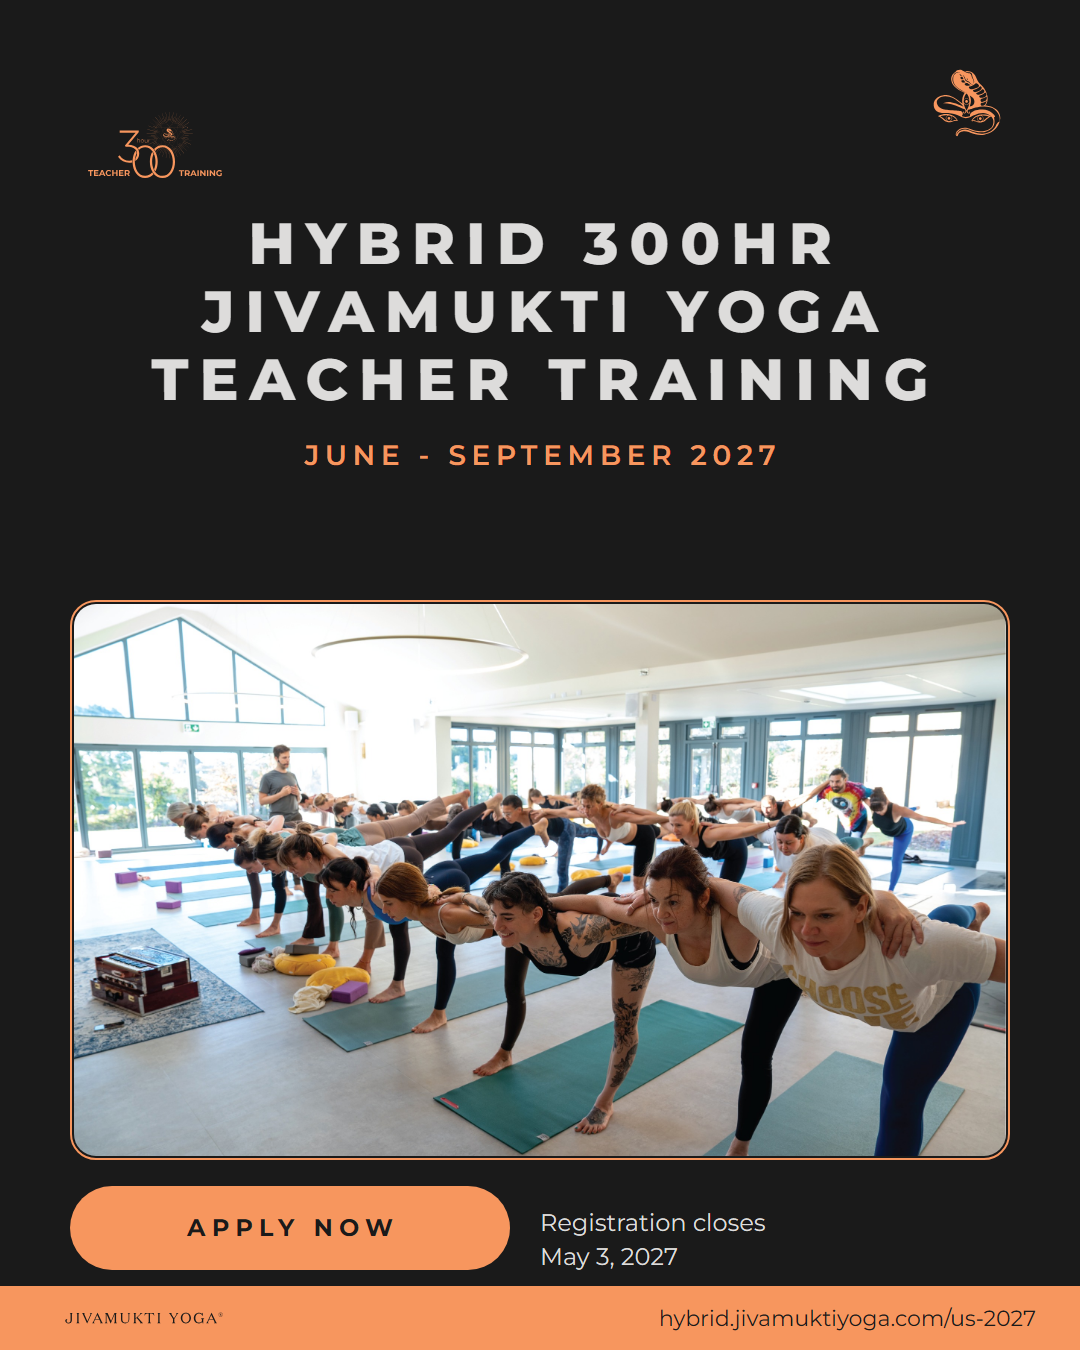 300
hour
TEACHER TRAINING
HYBRID 300HR
JIVAMUKTI YOGA
TEACHER TRAINING
JUNE - SEPTEMBER 2027
APPLY NOW
Registration closes
May 3, 2027
JIVAMUKTI YOGA®
hybrid.jivamuktiyoga.com/us-2027